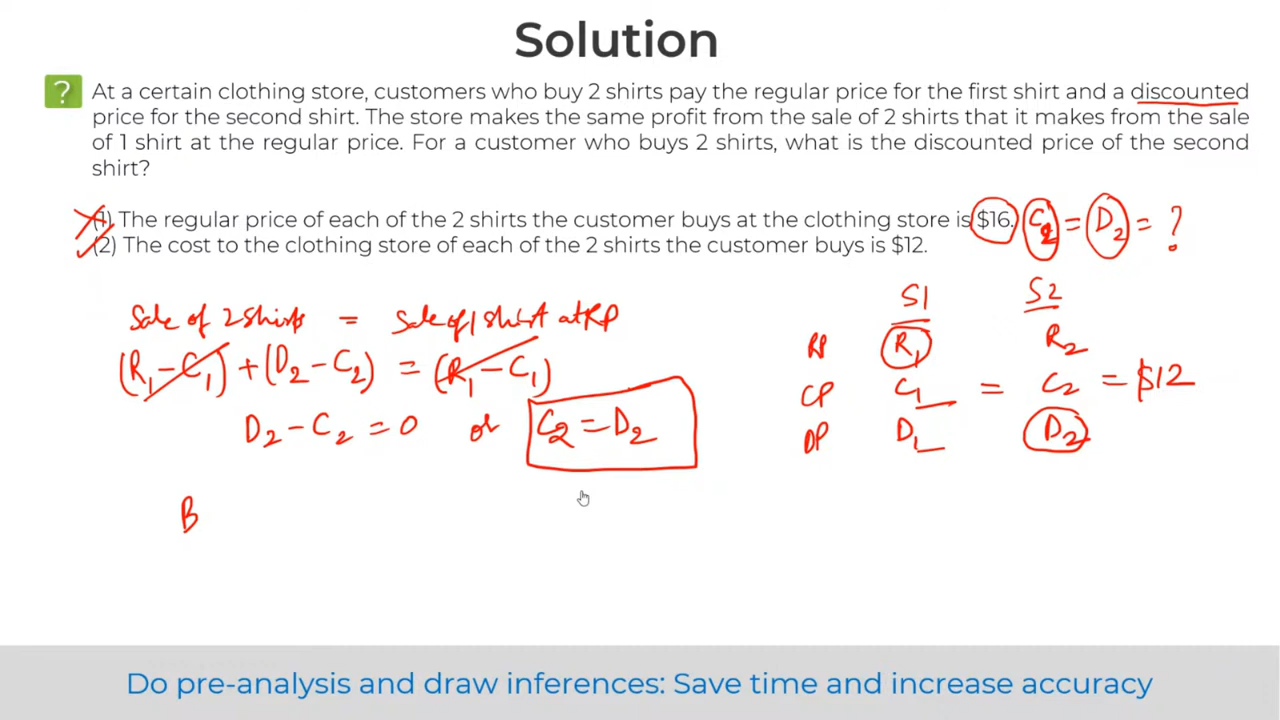 Solution
? At a certain clothing store, customers who buy 2 shirts pay the regular price for the first shirt and a discounted
price for the second shirt. The store makes the same profit from the sale of 2 shirts that it makes from the sale
of 1 shirt at the regular price. For a customer who buys 2 shirts, what is the discounted price of the second
shirt?
(1) The regular price of each of the 2 shirts the customer buys at the clothing store is $16. C₂ = D₂ = ?
(2) The cost to the clothing store of each of the 2 shirts the customer buys is $12.
S1 S2
Sale of 2 shirts = Sale of 1 shirt at RP
RP R₁ R₂
(R₁ – C₁) + (D₂ – C₂) = (R₁ – C₁)
CP C₁ = C₂ = $12
D₂ – C₂ = 0 or C₂ = D₂
DP D₁ D₂
B
Do pre-analysis and draw inferences: Save time and increase accuracy